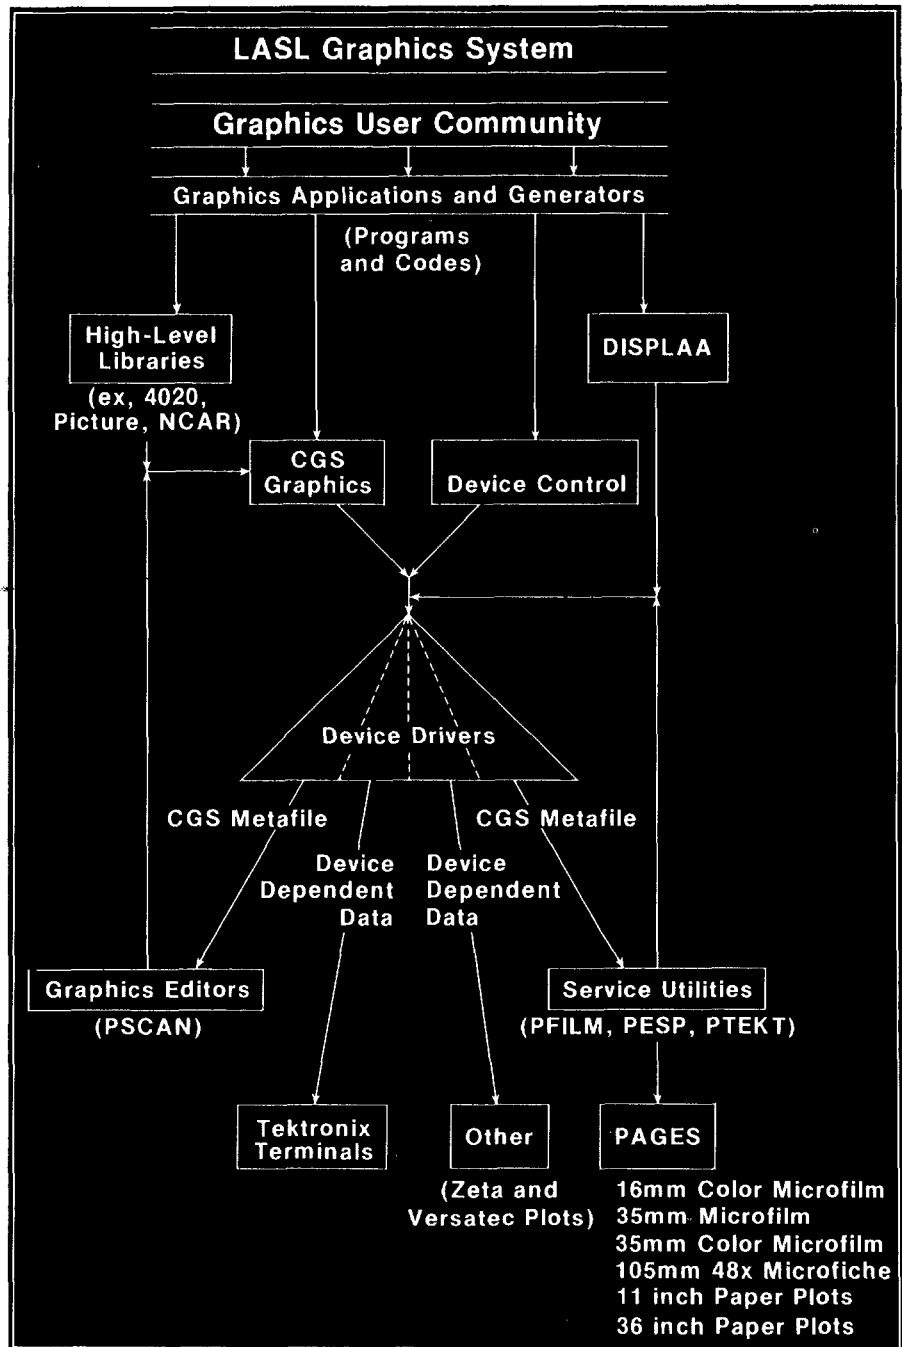 LASL Graphics System
Graphics User Community
Graphics Applications and Generators
(Programs
and Codes)
High-Level
Libraries
(ex, 4020,
Picture, NCAR)
DISPLAA
CGS
Graphics
Device Control
Device Drivers
CGS Metafile
CGS Metafile
Device
Dependent
Data
Device
Dependent
Data
Graphics Editors
(PSCAN)
Service Utilities
(PFILM, PESP, PTEKT)
Tektronix
Terminals
Other
(Zeta and
Versatec Plots)
PAGES
16mm Color Microfilm
35mm Microfilm
35mm Color Microfilm
105mm 48x Microfiche
11 inch Paper Plots
36 inch Paper Plots